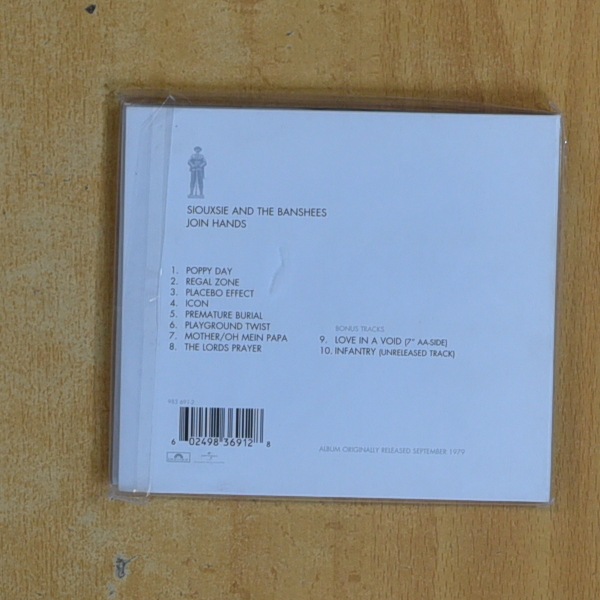 SIOUXSIE AND THE BANSHEES
JOIN HANDS
1. POPPY DAY
2. REGAL ZONE
3. PLACEBO EFFECT
4. ICON
5. PREMATURE BURIAL
6. PLAYGROUND TWIST
7. MOTHER/OH MEIN PAPA
8. THE LORDS PRAYER
BONUS TRACKS
9. LOVE IN A VOID (7" AA-SIDE)
10. INFANTRY (UNRELEASED TRACK)
6 02498 36912 8
ALBUM ORIGINALLY RELEASED SEPTEMBER 1979